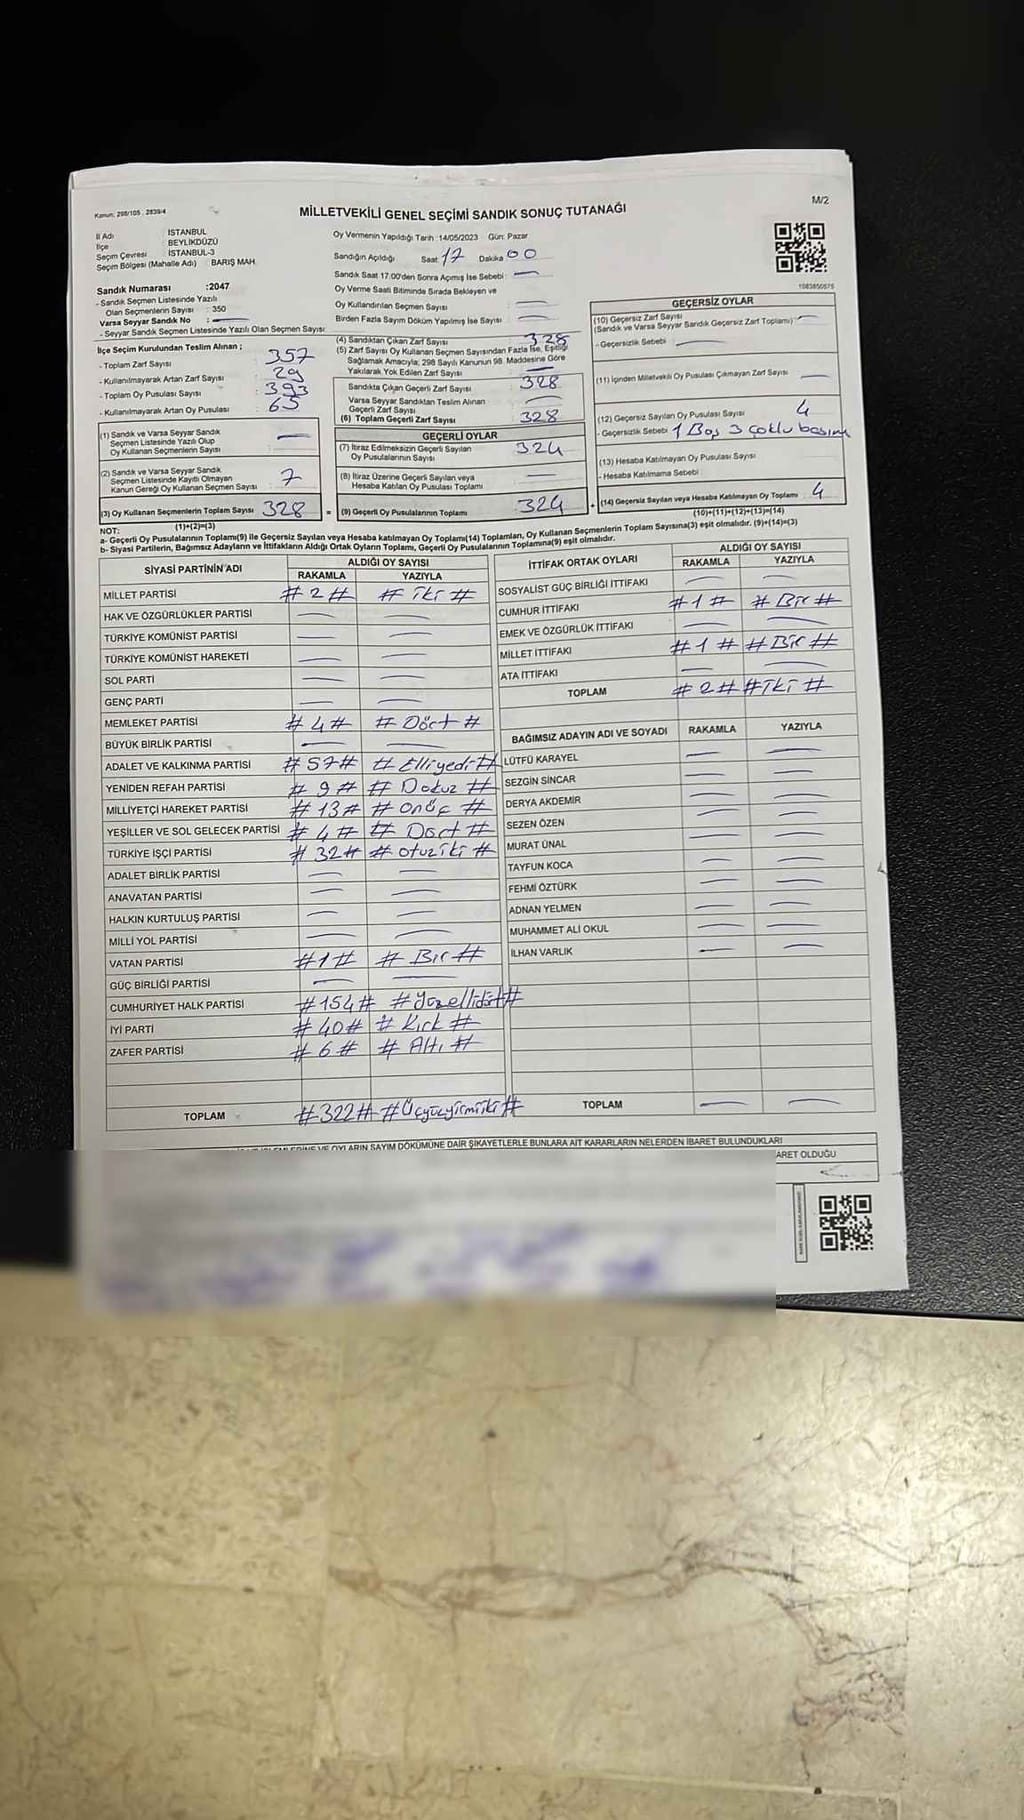 Kanun: 298/105, 2839/4
M/2
MİLLETVEKİLİ GENEL SEÇİMİ SANDIK SONUÇ TUTANAĞI
İl Adı İSTANBUL
İlçe BEYLİKDÜZÜ
Seçim Çevresi İSTANBUL-3
Seçim Bölgesi (Mahalle Adı) BARIŞ MAH.
Sandık Numarası :2047
- Sandık Seçmen Listesinde Yazılı
Olan Seçmenlerin Sayısı : 350
Varsa Seyyar Sandık No : —
- Seyyar Sandık Seçmen Listesinde Yazılı Olan Seçmen Sayısı:
Oy Vermenin Yapıldığı Tarih :14/05/2023 Gün: Pazar
Sandığın Açıldığı Saat 17 Dakika 00
Sandık Saat 17.00'den Sonra Açılmış İse Sebebi : —
Oy Verme Saati Bitiminde Sırada Bekleyen ve
Oy Kullandırılan Seçmen Sayısı : —
Birden Fazla Sayım Döküm Yapılmış İse Sayısı : —
1083850575
İlçe Seçim Kurulundan Teslim Alınan ;
- Toplam Zarf Sayısı : 357
- Kullanılmayarak Artan Zarf Sayısı : 29
- Toplam Oy Pusulası Sayısı : 393
- Kullanılmayarak Artan Oy Pusulası : 65
(1) Sandık ve Varsa Seyyar Sandık
Seçmen Listesinde Yazılı Olup
Oy Kullanan Seçmenlerin Sayısı : —
(2) Sandık ve Varsa Seyyar Sandık
Seçmen Listesinde Kayıtlı Olmayan
Kanun Gereği Oy Kullanan Seçmen Sayısı : 7
(3) Oy Kullanan Seçmenlerin Toplam Sayısı 328
(1)+(2)=(3)
(4) Sandıktan Çıkan Zarf Sayısı : 328
(5) Zarf Sayısı Oy Kullanan Seçmen Sayısından Fazla İse, Eşitliği
Sağlamak Amacıyla; 298 Sayılı Kanunun 98. Maddesine Göre
Yakılarak Yok Edilen Zarf Sayısı : —
Sandıkta Çıkan Geçerli Zarf Sayısı : 328
Varsa Seyyar Sandıktan Teslim Alınan
Geçerli Zarf Sayısı : —
(6) Toplam Geçerli Zarf Sayısı : 328
GEÇERLİ OYLAR
(7) İtiraz Edilmeksizin Geçerli Sayılan
Oy Pusulalarının Sayısı : 324
(8) İtiraz Üzerine Geçerli Sayılan veya
Hesaba Katılan Oy Pusulası Toplamı : —
= (9) Geçerli Oy Pusulalarının Toplamı : 324
GEÇERSİZ OYLAR
(10) Geçersiz Zarf Sayısı
(Sandık ve Varsa Seyyar Sandık Geçersiz Zarf Toplamı) : —
- Geçersizlik Sebebi : —
(11) İçinden Milletvekili Oy Pusulası Çıkmayan Zarf Sayısı : —
(12) Geçersiz Sayılan Oy Pusulası Sayısı : 4
- Geçersizlik Sebebi : 1 Boş 3 çoklu basım
(13) Hesaba Katılmayan Oy Pusulası Sayısı
- Hesaba Katılmama Sebebi :
+ (14) Geçersiz Sayılan veya Hesaba Katılmayan Oy Toplamı : 4
(10)+(11)+(12)+(13)=(14)
NOT:
a- Geçerli Oy Pusulalarının Toplamı(9) ile Geçersiz Sayılan veya Hesaba Katılmayan Oy Toplamı(14) Toplamları, Oy Kullanan Seçmenlerin Toplam Sayısına(3) eşit olmalıdır. (9)+(14)=(3)
b- Siyasi Partilerin, Bağımsız Adayların ve İttifakların Aldığı Ortak Oyların Toplamı, Geçerli Oy Pusulalarının Toplamına(9) eşit olmalıdır.
SİYASİ PARTİNİN ADI ALDIĞI OY SAYISI
RAKAMLA YAZIYLA
MİLLET PARTİSİ # 2 # # iki #
HAK VE ÖZGÜRLÜKLER PARTİSİ — —
TÜRKİYE KOMÜNİST PARTİSİ — —
TÜRKİYE KOMÜNİST HAREKETİ — —
SOL PARTİ — —
GENÇ PARTİ — —
MEMLEKET PARTİSİ # 4 # # Dört #
BÜYÜK BİRLİK PARTİSİ — —
ADALET VE KALKINMA PARTİSİ # 57 # # Elliyedi #
YENİDEN REFAH PARTİSİ # 9 # # Dokuz #
MİLLİYETÇİ HAREKET PARTİSİ # 13 # # onüç #
YEŞİLLER VE SOL GELECEK PARTİSİ # 4 # # Dört #
TÜRKİYE İŞÇİ PARTİSİ # 32 # # otuziki #
ADALET BİRLİK PARTİSİ — —
ANAVATAN PARTİSİ — —
HALKIN KURTULUŞ PARTİSİ — —
MİLLİ YOL PARTİSİ — —
VATAN PARTİSİ # 1 # # Bir #
GÜÇ BİRLİĞİ PARTİSİ — —
CUMHURİYET HALK PARTİSİ # 154 # # Yüzellidört #
İYİ PARTİ # 40 # # Kırk #
ZAFER PARTİSİ # 6 # # Altı #
TOPLAM # 322 # # Üçyüzyirmiiki #
İTTİFAK ORTAK OYLARI ALDIĞI OY SAYISI
RAKAMLA YAZIYLA
SOSYALİST GÜÇ BİRLİĞİ İTTİFAKI — —
CUMHUR İTTİFAKI # 1 # # Bir #
EMEK VE ÖZGÜRLÜK İTTİFAKI — —
MİLLET İTTİFAKI # 1 # # Bir #
ATA İTTİFAKI — —
TOPLAM # 2 # # iki #
BAĞIMSIZ ADAYIN ADI VE SOYADI RAKAMLA YAZIYLA
LÜTFÜ KARAYEL — —
SEZGİN SİNCAR — —
DERYA AKDEMİR — —
SEZEN ÖZEN — —
MURAT ÜNAL — —
TAYFUN KOCA — —
FEHMİ ÖZTÜRK — —
ADNAN YELMEN — —
MUHAMMET ALİ OKUL — —
İLHAN VARLIK — —
TOPLAM — —
OYLARIN SAYIM DÖKÜMÜNE DAİR ŞİKAYETLERLE BUNLARA AİT KARARLARIN NELERDEN İBARET BULUNDUKLARI
ARET OLDUĞU